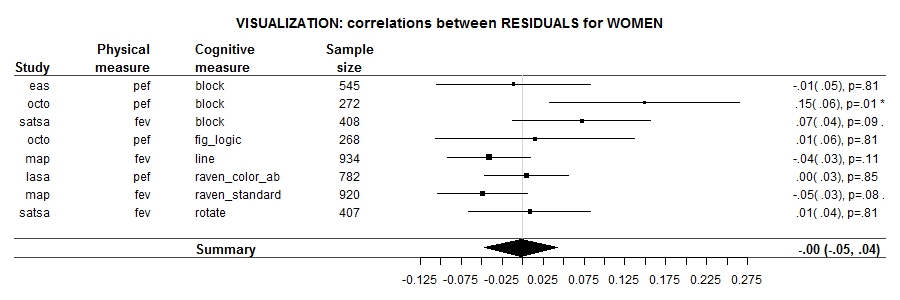 VISUALIZATION: correlations between RESIDUALS for WOMEN
Physical Cognitive Sample
Study measure measure size
eas pef block 545 -.01( .05), p=.81
octo pef block 272 .15(.06), p=.01 *
satsa fev block 408 .07(.04), p=.09 .
octo pef fig_logic 268 .01(.06), p=.81
map fev line 934 -.04( .03), p=.11
lasa pef raven_color_ab 782 .00(.03), p=.85
map fev raven_standard 920 -.05( .03), p=.08 .
satsa fev rotate 407 .01(.04), p=.81
Summary -.00 (-.05, .04)
-0.125 -0.075 -0.025 0.025 0.075 0.125 0.175 0.225 0.275